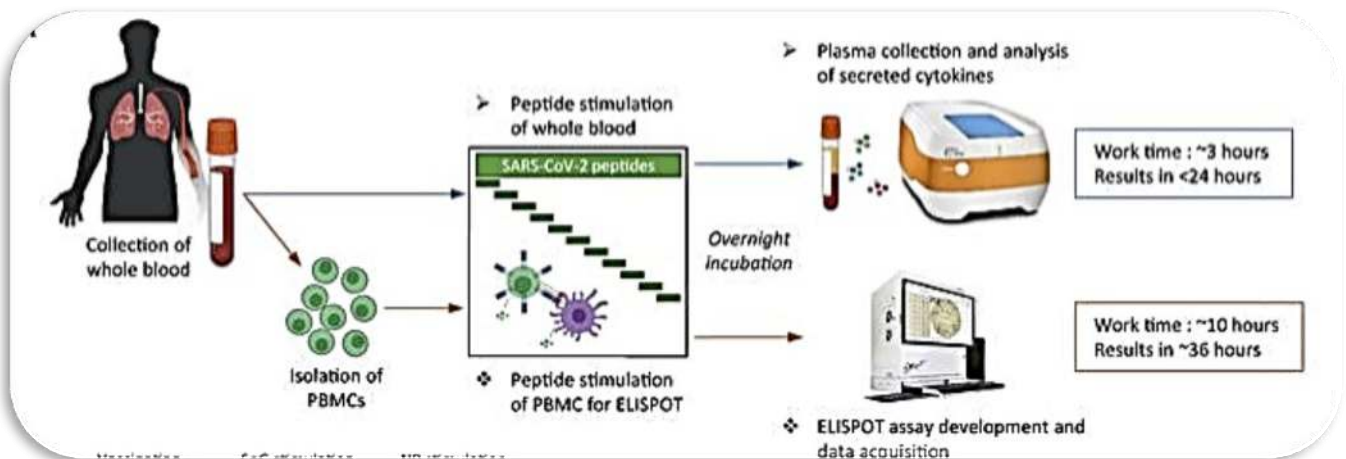 Collection of
whole blood
Isolation of
PBMCs
➢ Peptide stimulation
of whole blood
SARS-CoV-2 peptides
❖ Peptide stimulation
of PBMC for ELISPOT
Overnight
incubation
➢ Plasma collection and analysis
of secreted cytokines
Work time : ~3 hours
Results in <24 hours
Work time : ~10 hours
Results in ~36 hours
❖ ELISPOT assay development and
data acquisition